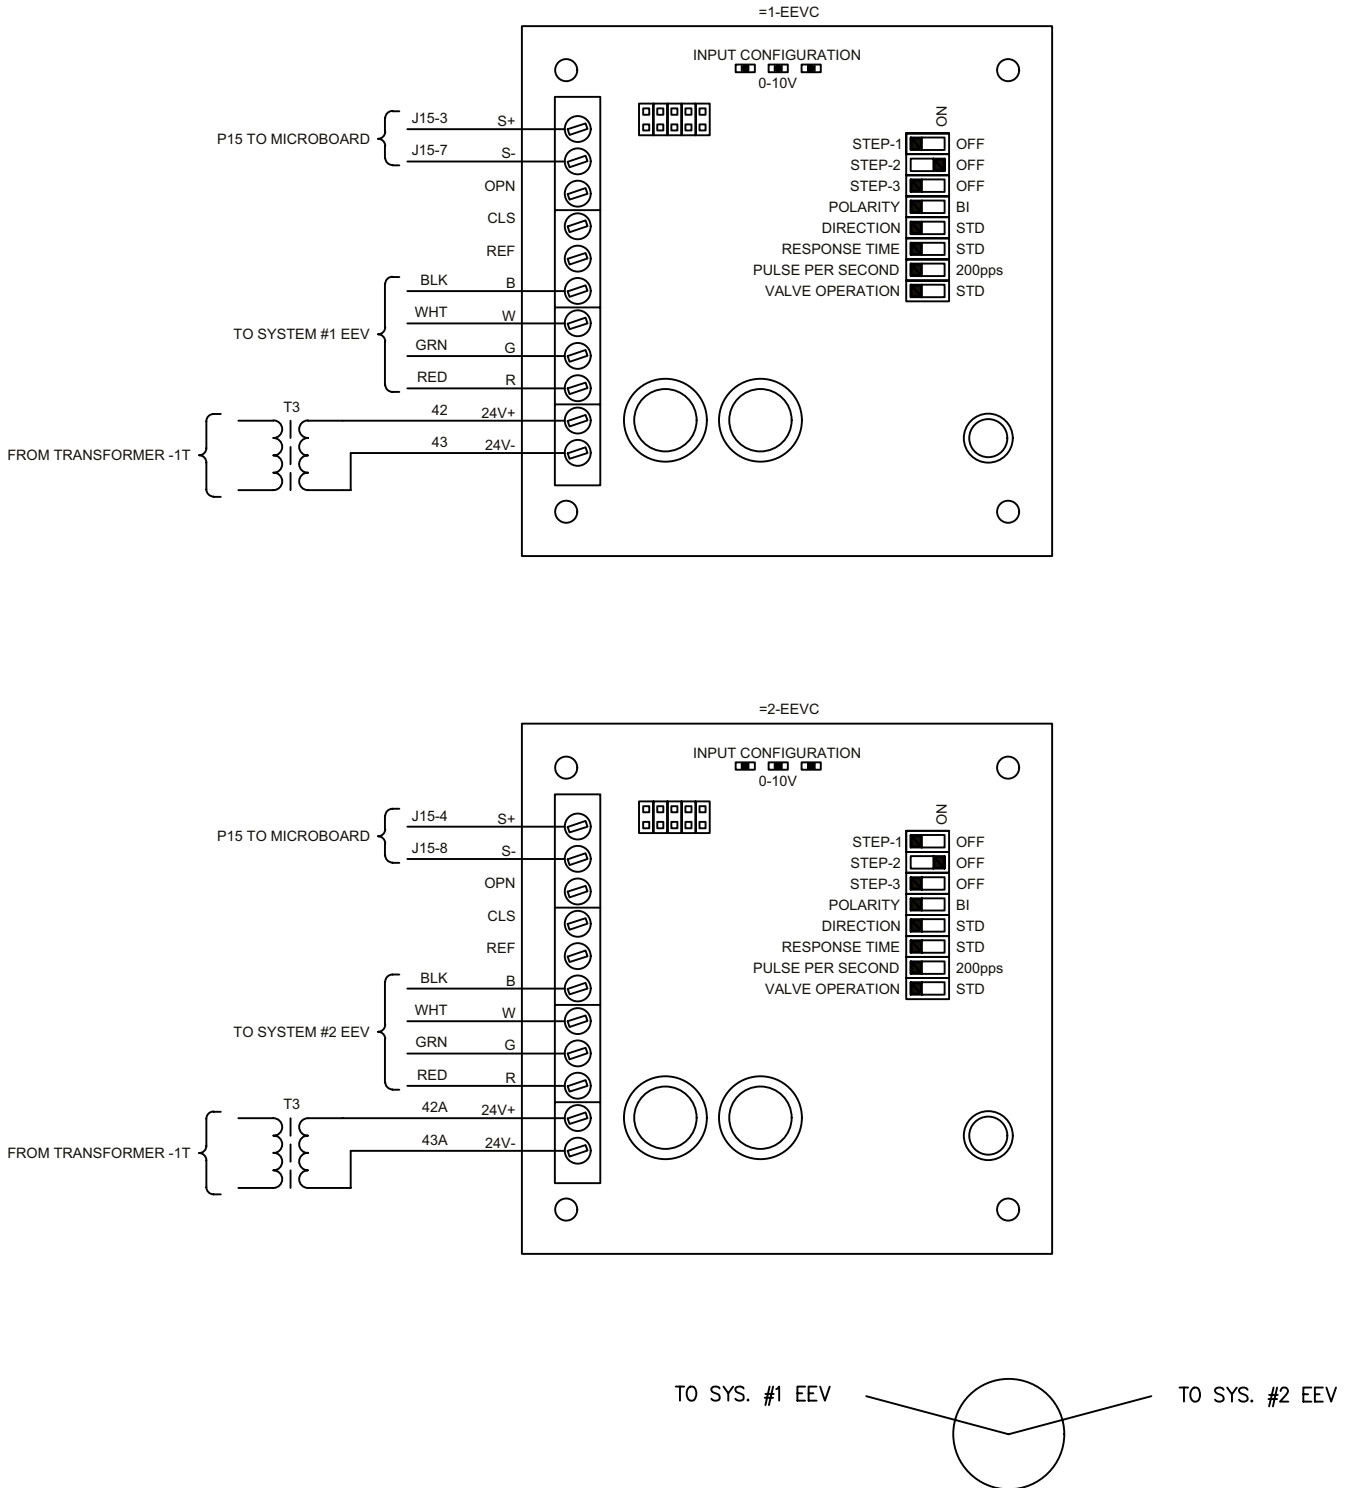 =1-EEVC
INPUT CONFIGURATION
0-10V
ON
P15 TO MICROBOARD
J15-3 S+
J15-7 S-
OPN
CLS
REF
TO SYSTEM #1 EEV
BLK B
WHT W
GRN G
RED R
FROM TRANSFORMER -1T
T3
42 24V+
43 24V-
STEP-1 OFF
STEP-2 OFF
STEP-3 OFF
POLARITY BI
DIRECTION STD
RESPONSE TIME STD
PULSE PER SECOND 200pps
VALVE OPERATION STD
=2-EEVC
INPUT CONFIGURATION
0-10V
ON
P15 TO MICROBOARD
J15-4 S+
J15-8 S-
OPN
CLS
REF
TO SYSTEM #2 EEV
BLK B
WHT W
GRN G
RED R
FROM TRANSFORMER -1T
T3
42A 24V+
43A 24V-
STEP-1 OFF
STEP-2 OFF
STEP-3 OFF
POLARITY BI
DIRECTION STD
RESPONSE TIME STD
PULSE PER SECOND 200pps
VALVE OPERATION STD
TO SYS. #1 EEV
TO SYS. #2 EEV